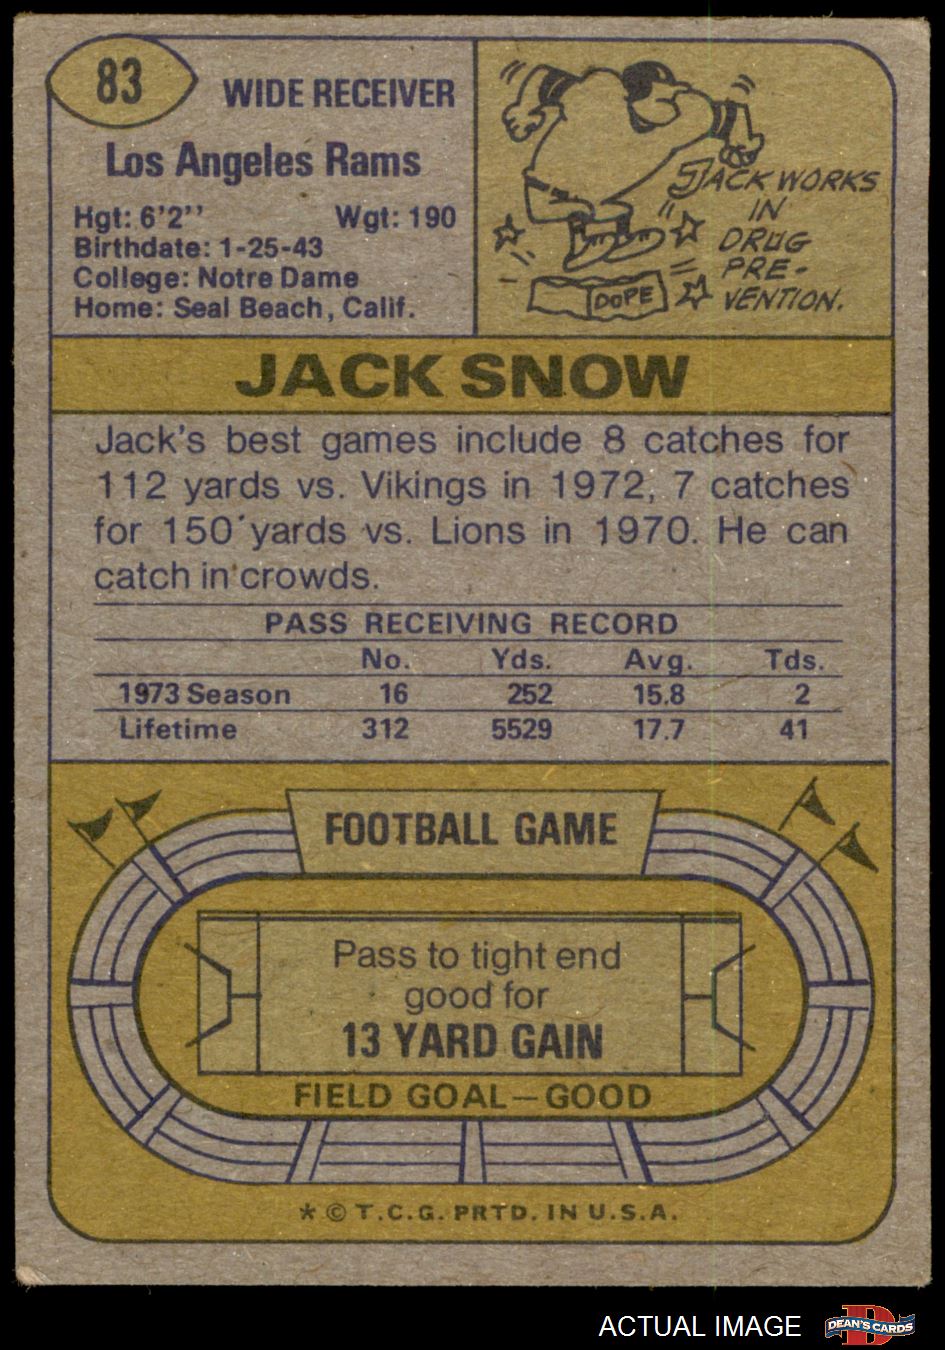 83
WIDE RECEIVER
Los Angeles Rams
Hgt: 6'2'' Wgt: 190
Birthdate: 1-25-43
College: Notre Dame
Home: Seal Beach, Calif.
JACK WORKS
IN
DRUG
PRE-
VENTION.
DOPE
JACK SNOW
Jack's best games include 8 catches for
112 yards vs. Vikings in 1972, 7 catches
for 150 yards vs. Lions in 1970. He can
catch in crowds.
PASS RECEIVING RECORD
No. Yds. Avg. Tds.
1973 Season 16 252 15.8 2
Lifetime 312 5529 17.7 41
FOOTBALL GAME
Pass to tight end
good for
13 YARD GAIN
FIELD GOAL—GOOD
* © T.C.G. PRTD. IN U.S.A.
ACTUAL IMAGE
D
DEAN'S CARDS